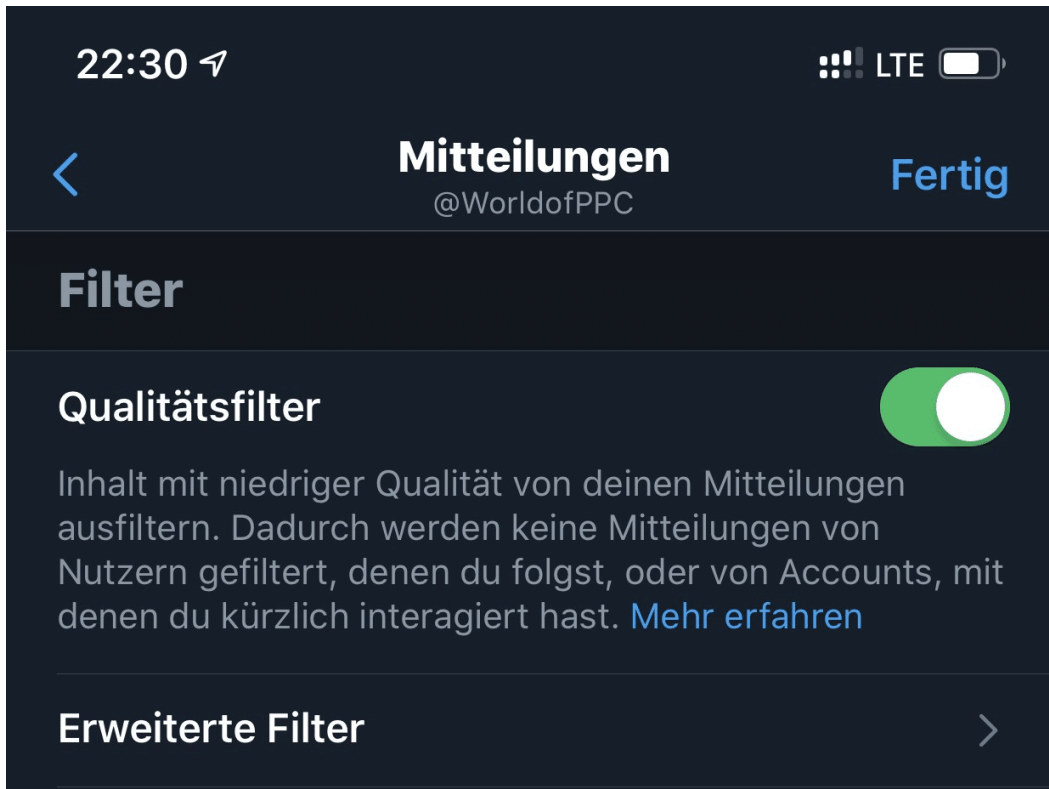 22:30 LTE
Mitteilungen
Fertig
@WorldofPPC
Filter
Qualitätsfilter
Inhalt mit niedriger Qualität von deinen Mitteilungen
ausfiltern. Dadurch werden keine Mitteilungen von
Nutzern gefiltert, denen du folgst, oder von Accounts, mit
denen du kürzlich interagiert hast. Mehr erfahren
Erweiterte Filter